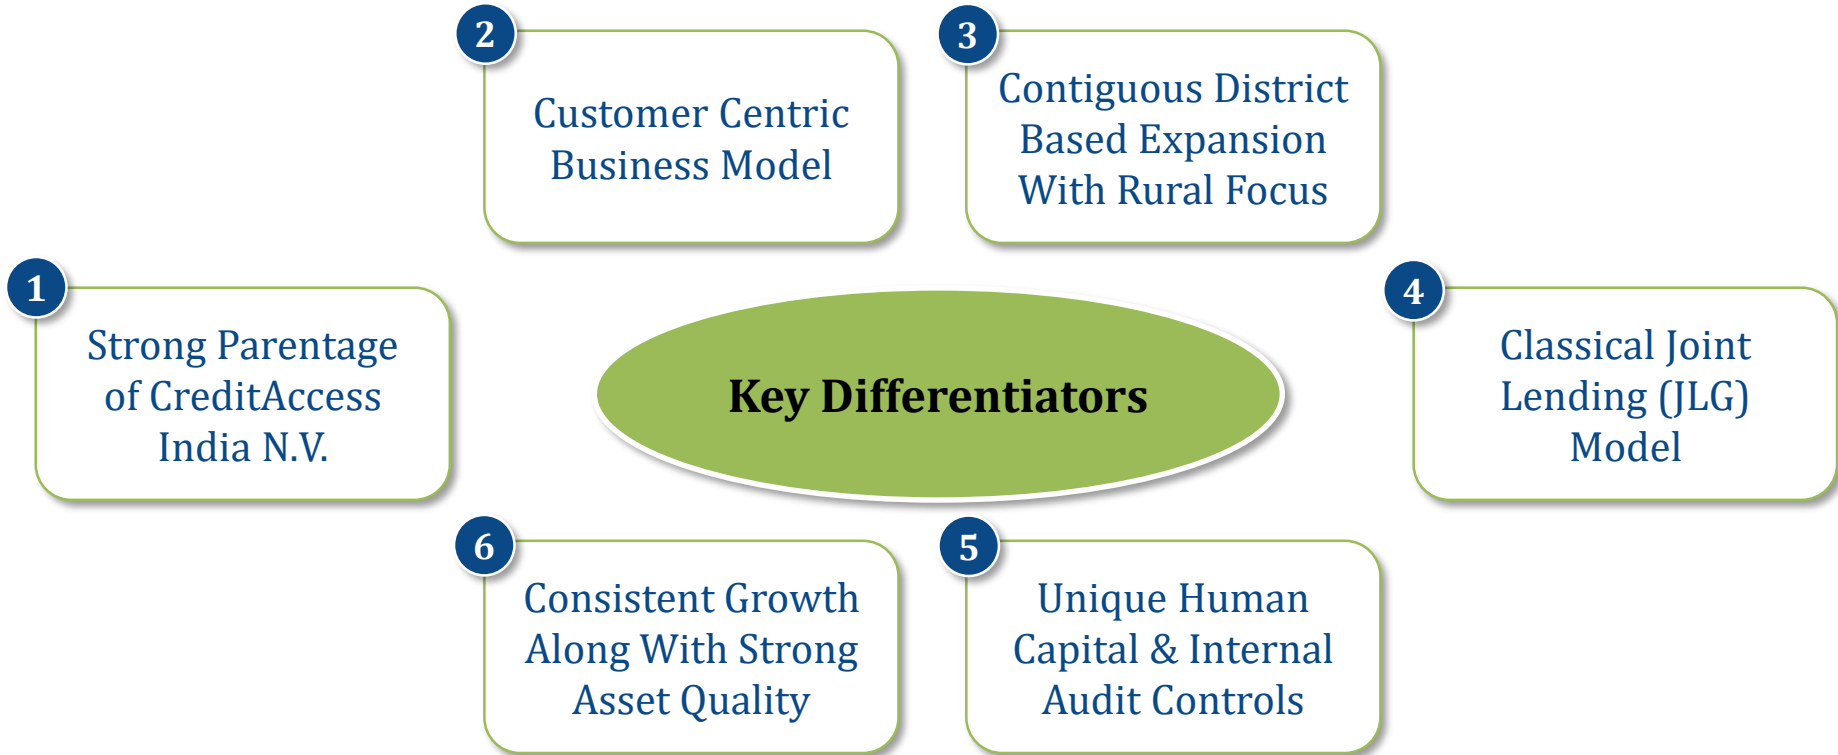 1
Strong Parentage
of CreditAccess
India N.V.
2
Customer Centric
Business Model
3
Contiguous District
Based Expansion
With Rural Focus
4
Classical Joint
Lending (JLG)
Model
Key Differentiators
5
Unique Human
Capital & Internal
Audit Controls
6
Consistent Growth
Along With Strong
Asset Quality